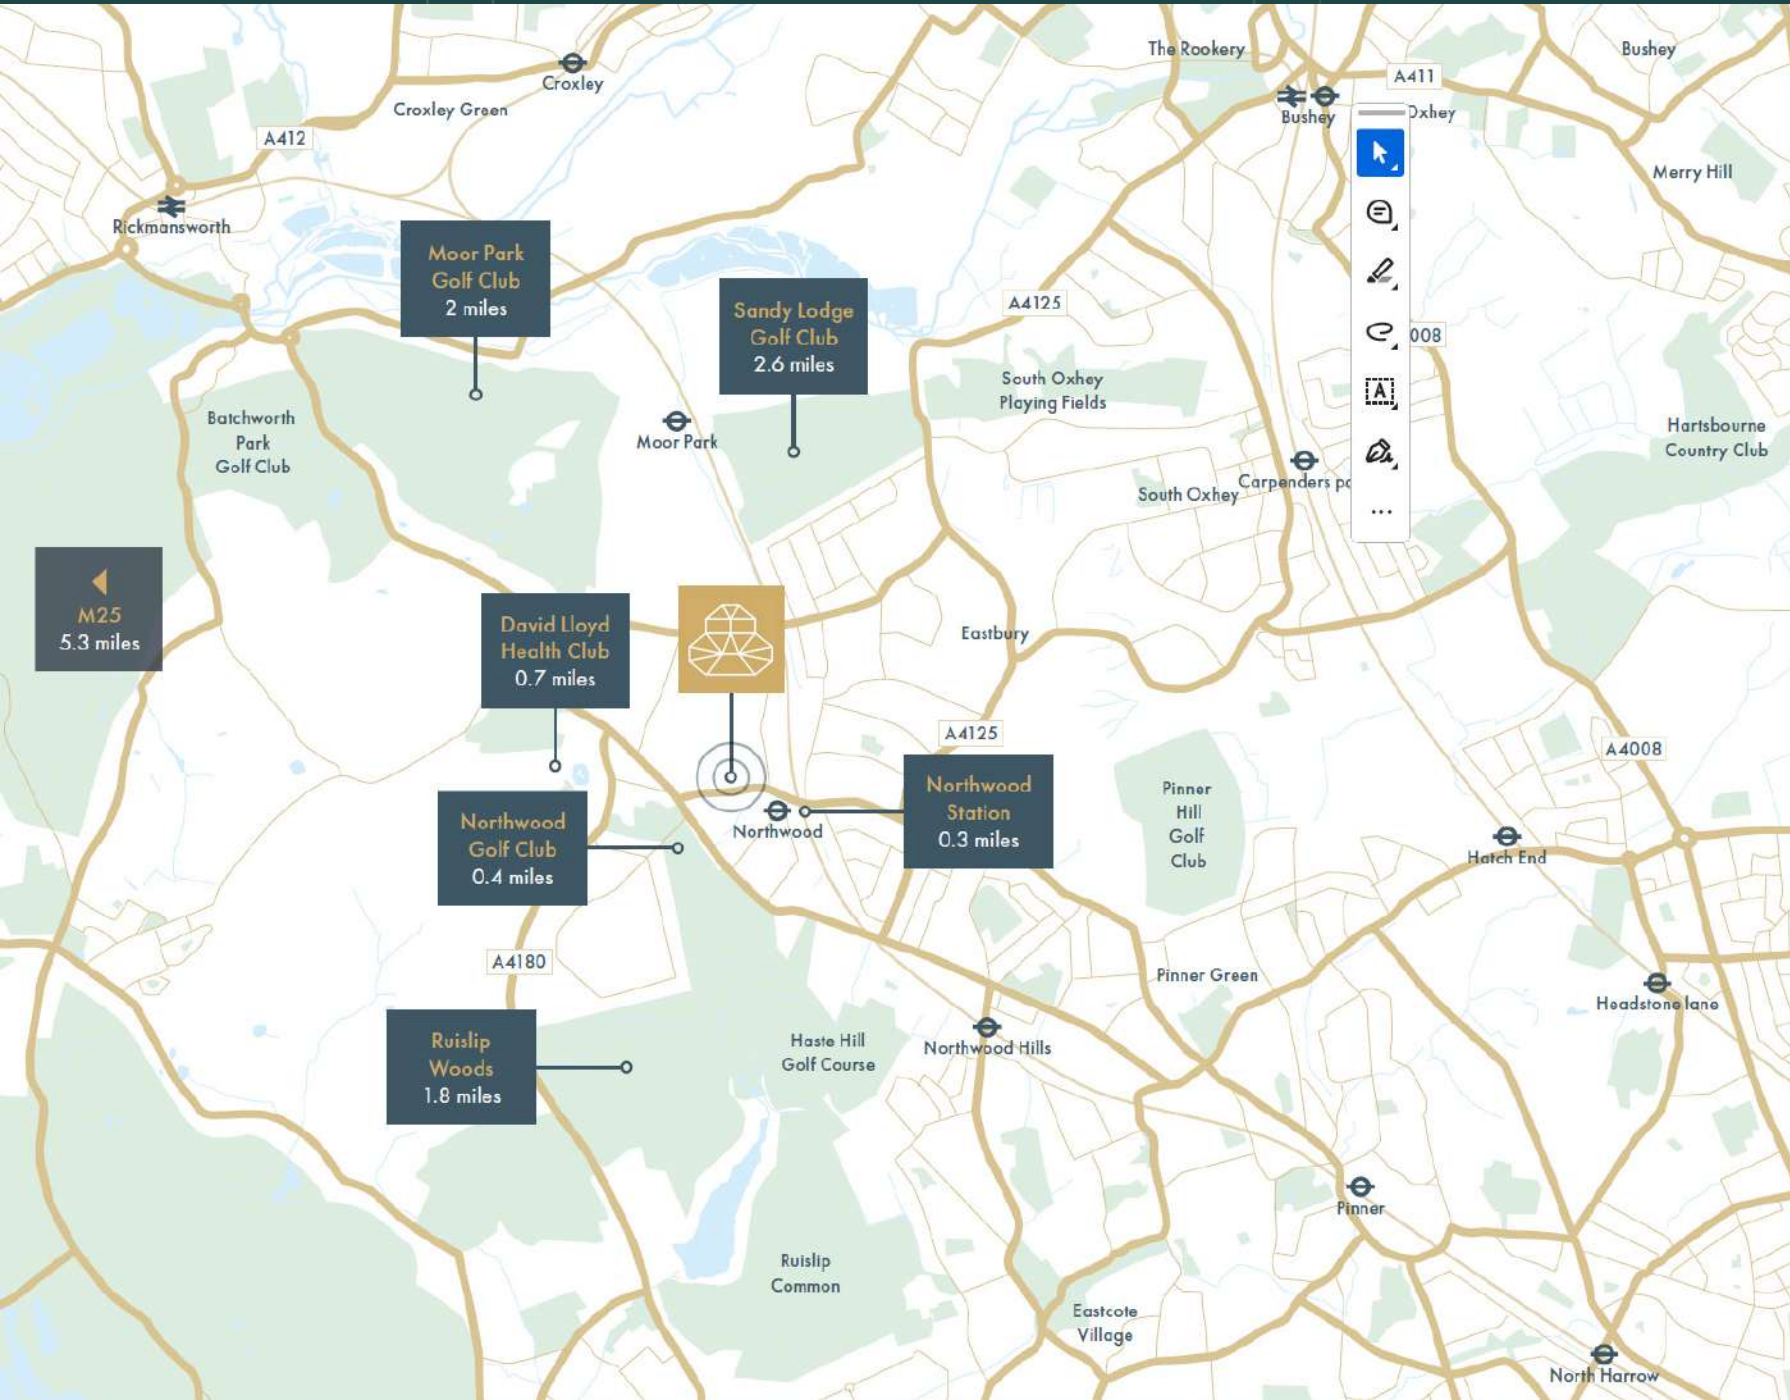 The Rookery
Bushey
A411
Croxley
Croxley Green
Bushey
Oxhey
A412
Merry Hill
Rickmansworth
Moor Park
Golf Club
2 miles
Sandy Lodge
Golf Club
2.6 miles
A4125
008
South Oxhey
Playing Fields
Batchworth
Park
Golf Club
Moor Park
Hartsbourne
Country Club
Carpenders pa
South Oxhey
M25
5.3 miles
David Lloyd
Health Club
0.7 miles
Eastbury
A4125
A4008
Northwood
Station
0.3 miles
Pinner
Hill
Golf
Club
Northwood
Golf Club
0.4 miles
Northwood
Hatch End
A4180
Pinner Green
Headstone lane
Ruislip
Woods
1.8 miles
Haste Hill
Golf Course
Northwood Hills
Pinner
Ruislip
Common
Eastcote
Village
North Harrow